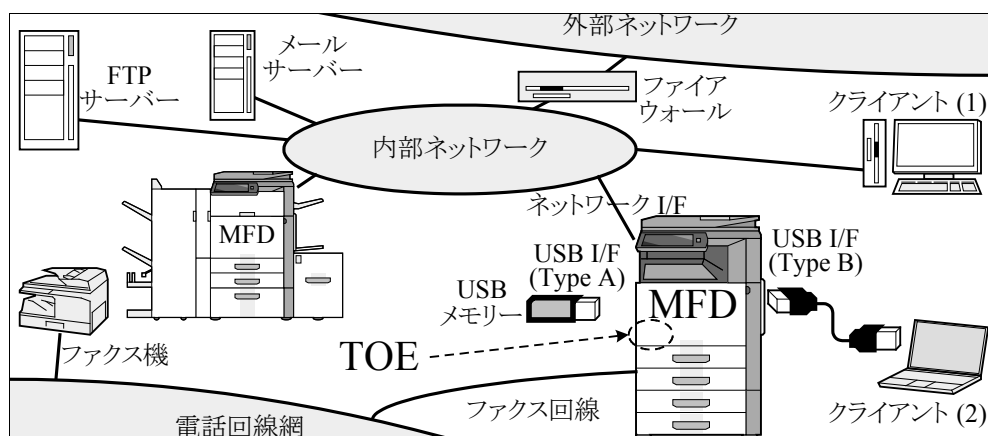 外部ネットワーク
メール
サーバー
FTP
サーバー
ファイア
ウォール
クライアント (1)
内部ネットワーク
ネットワーク I/F
MFD
USB I/F
(Type A)
USB I/F
(Type B)
USB
メモリー
MFD
TOE
ファクス機
ファクス回線
クライアント (2)
電話回線網